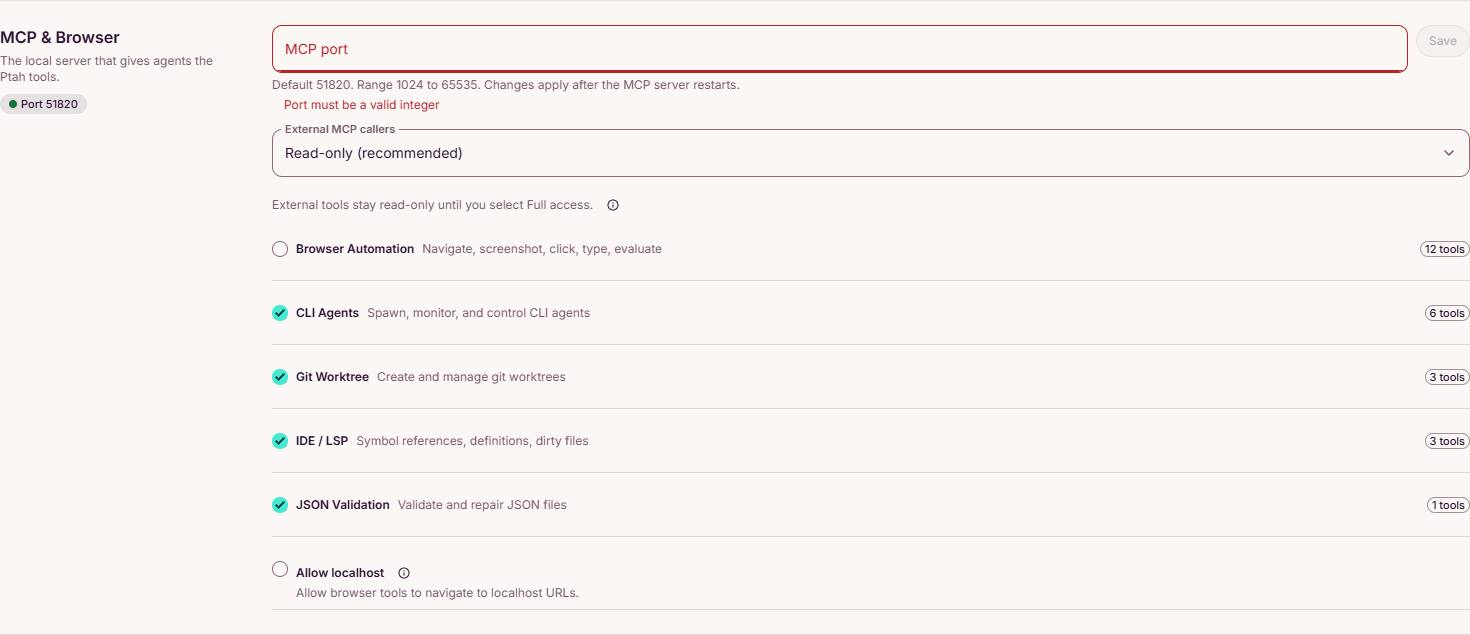 MCP & Browser
The local server that gives agents the
Ptah tools.
Port 51820
MCP port
Save
Default 51820. Range 1024 to 65535. Changes apply after the MCP server restarts.
Port must be a valid integer
External MCP callers
Read-only (recommended)
External tools stay read-only until you select Full access.
Browser Automation Navigate, screenshot, click, type, evaluate 12 tools
CLI Agents Spawn, monitor, and control CLI agents 6 tools
Git Worktree Create and manage git worktrees 3 tools
IDE / LSP Symbol references, definitions, dirty files 3 tools
JSON Validation Validate and repair JSON files 1 tools
Allow localhost
Allow browser tools to navigate to localhost URLs.